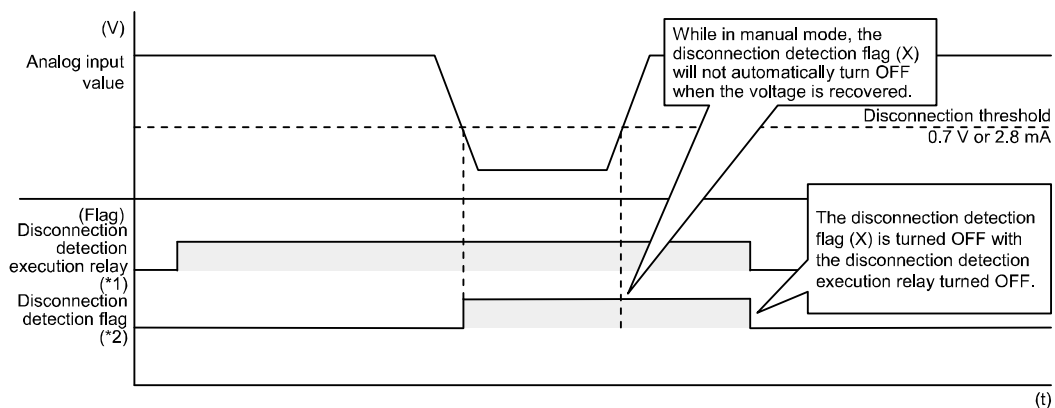 (V)
Analog input
value
While in manual mode, the
disconnection detection flag (X)
will not automatically turn OFF
when the voltage is recovered.
Disconnection threshold
0.7 V or 2.8 mA
(Flag)
Disconnection
detection
execution relay
(*1)
The disconnection detection
flag (X) is turned OFF with
the disconnection detection
execution relay turned OFF.
Disconnection
detection flag
(*2)
(t)